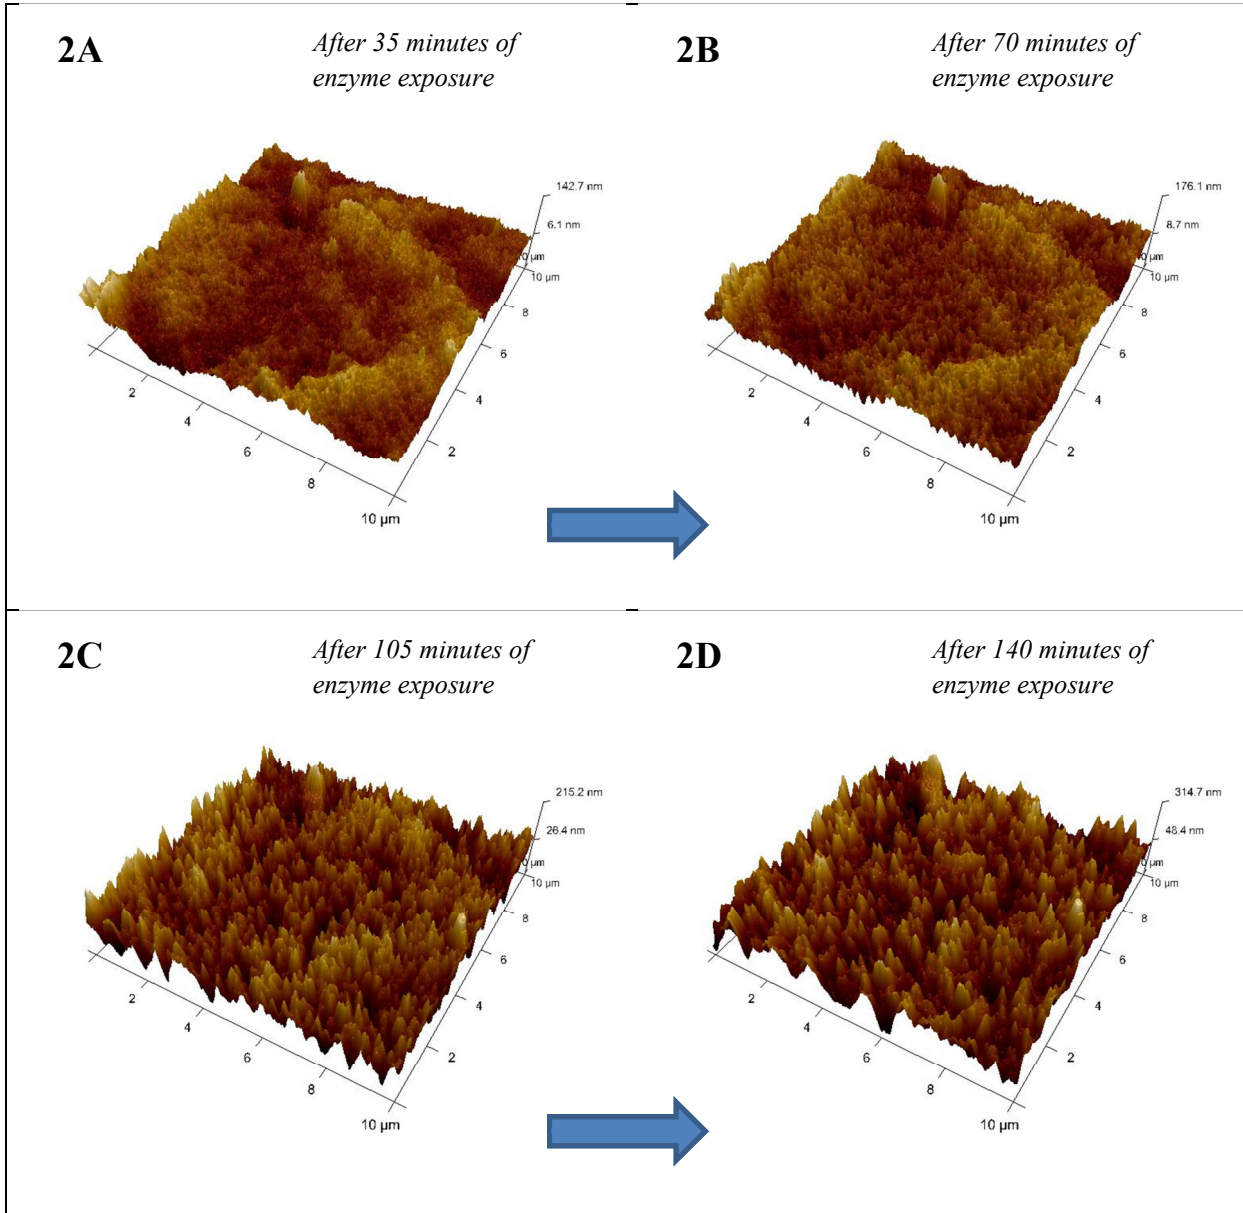 2A
After 35 minutes of
enzyme exposure
142.7 nm
6.1 nm
0 µm
10 µm
8
6
4
2
2
4
6
8
10 µm
2B
After 70 minutes of
enzyme exposure
176.1 nm
8.7 nm
0 µm
10 µm
8
6
4
2
2
4
6
8
10 µm
2C
After 105 minutes of
enzyme exposure
215.2 nm
26.4 nm
0 µm
10 µm
8
6
4
2
2
4
6
8
10 µm
2D
After 140 minutes of
enzyme exposure
314.7 nm
48.4 nm
0 µm
10 µm
8
6
4
2
2
4
6
8
10 µm